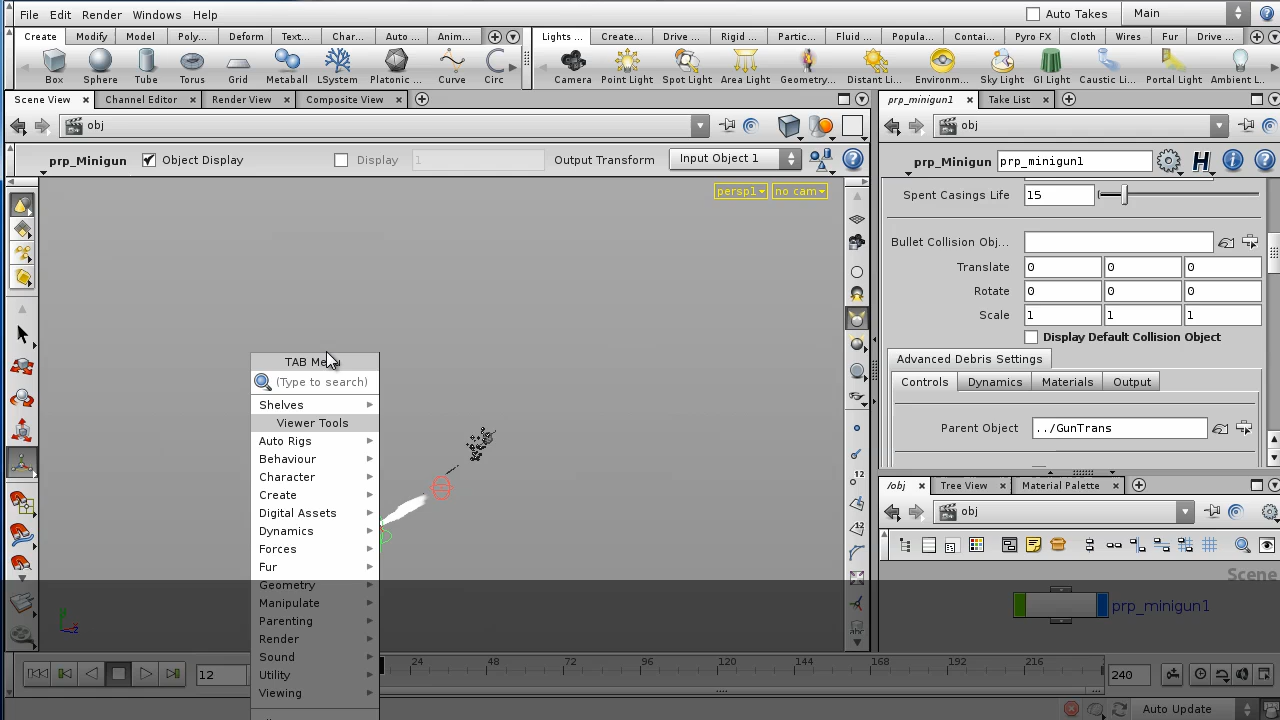 File Edit Render Windows Help
Auto Takes Main
Create Modify Model Poly... Deform Text... Char... Auto ... Anim...
Lights ... Create... Drive ... Rigid ... Partic... Fluid ... Popula... Contai... Pyro FX Cloth Wires Fur Drive ...
Box Sphere Tube Torus Grid Metaball LSystem Platonic ... Curve Circ
Camera Point Light Spot Light Area Light Geometry... Distant Li... Environm... Sky Light GI Light Caustic Li... Portal Light Ambient L...
Scene View Channel Editor Render View Composite View
prp_minigun1 Take List
obj
obj
prp_Minigun Object Display Display 1 Output Transform Input Object 1
prp_Minigun prp_minigun1
persp1 no cam
Spent Casings Life 15
Bullet Collision Obj...
Translate 0 0 0
Rotate 0 0 0
Scale 1 1 1
Display Default Collision Object
Advanced Debris Settings
Controls Dynamics Materials Output
Parent Object ../GunTrans
TAB Menu
(Type to search)
Shelves
Viewer Tools
Auto Rigs
Behaviour
Character
Create
Digital Assets
Dynamics
Forces
Fur
Geometry
Manipulate
Parenting
Render
Sound
Utility
Viewing
12
12
abc
/obj Tree View Material Palette
obj
Scene
prp_minigun1
y
z
12 24 48 72 96 120 144 168 192 216 240
Auto Update